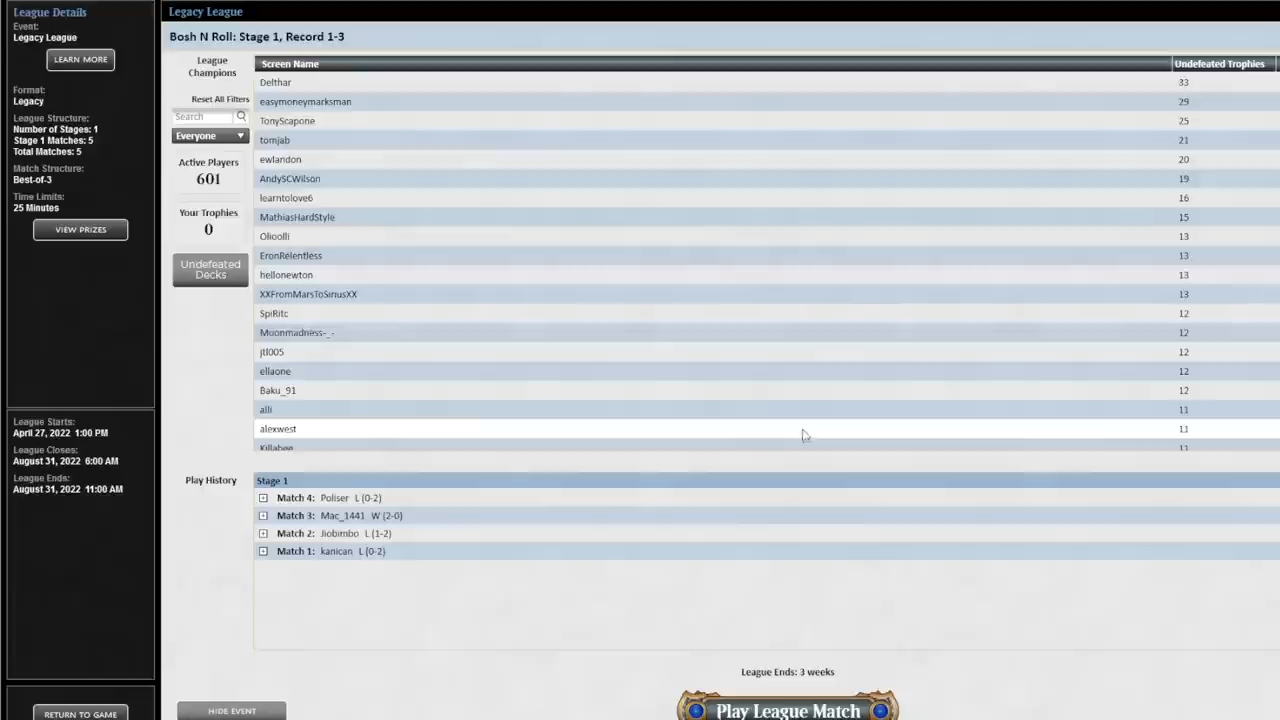 League Details
Event:
Legacy League
LEARN MORE
Format:
Legacy
League Structure:
Number of Stages: 1
Stage 1 Matches: 5
Total Matches: 5
Match Structure:
Best-of-3
Time Limits:
25 Minutes
VIEW PRIZES
League Starts:
April 27, 2022 1:00 PM
League Closes:
August 31, 2022 6:00 AM
League Ends:
August 31, 2022 11:00 AM
RETURN TO GAME
Legacy League
Bosh N Roll: Stage 1, Record 1-3
League
Champions
Reset All Filters
Search
Everyone
Active Players
601
Your Trophies
0
Undefeated
Decks
Screen Name Undefeated Trophies
Delthar 33
easymoneymarksman 29
TonyScapone 25
tomjab 21
ewlandon 20
AndySCWilson 19
learntolove6 16
MathiasHardStyle 15
Olioolli 13
EronRelentless 13
hellonewton 13
XXFromMarsToSiriusXX 13
SpiRitc 12
Muonmadness-_- 12
jtl005 12
ellaone 12
Baku_91 12
alli 11
alexwest 11
Killabee 11
Play History
Stage 1
Match 4: Poliser L (0-2)
Match 3: Mac_1441 W (2-0)
Match 2: Jiobimbo L (1-2)
Match 1: kanican L (0-2)
League Ends: 3 weeks
HIDE EVENT
Play League Match